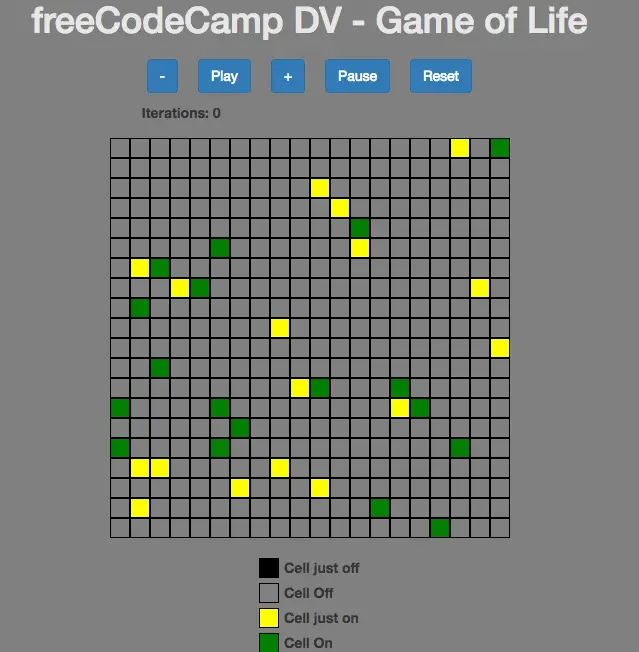 freeCodeCamp DV - Game of Life
- Play + Pause Reset
Iterations: 0
Cell just off
Cell Off
Cell just on
Cell On